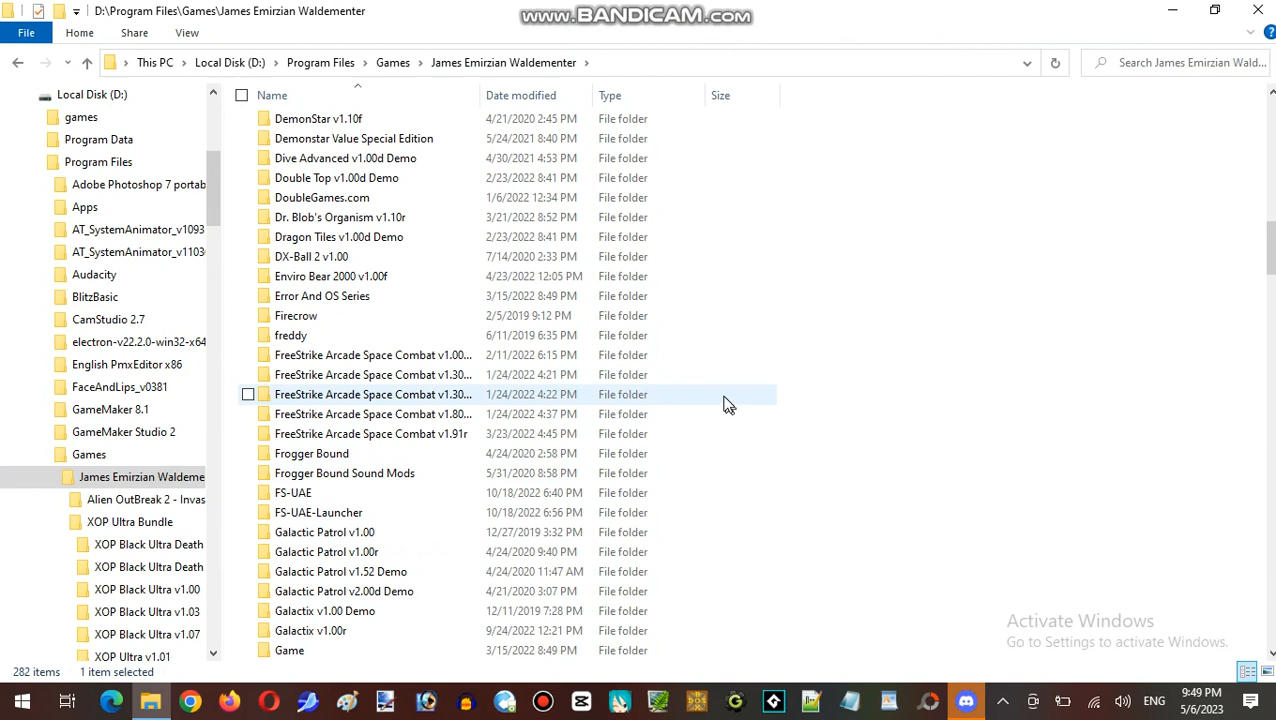 D:\Program Files\Games\James Emirzian Waldementer
www.BANDICAM.com
File Home Share View
This PC Local Disk (D:) Program Files Games James Emirzian Waldementer
Search James Emirzian Wald...
Local Disk (D:)
games
Program Data
Program Files
Adobe Photoshop 7 portab
Apps
AT_SystemAnimator_v1093
AT_SystemAnimator_v1103
Audacity
BlitzBasic
CamStudio 2.7
electron-v22.2.0-win32-x64
English PmxEditor x86
FaceAndLips_v0381
GameMaker 8.1
GameMaker Studio 2
Games
James Emirzian Waldeme
Alien OutBreak 2 - Invas
XOP Ultra Bundle
XOP Black Ultra Death
XOP Black Ultra Death
XOP Black Ultra v1.00
XOP Black Ultra v1.03
XOP Black Ultra v1.07
XOP Ultra v1.01
Name Date modified Type Size
DemonStar v1.10f 4/21/2020 2:45 PM File folder
Demonstar Value Special Edition 5/24/2021 8:40 PM File folder
Dive Advanced v1.00d Demo 4/30/2021 4:53 PM File folder
Double Top v1.00d Demo 2/23/2022 8:41 PM File folder
DoubleGames.com 1/6/2022 12:34 PM File folder
Dr. Blob's Organism v1.10r 3/21/2022 8:52 PM File folder
Dragon Tiles v1.00d Demo 2/23/2022 8:41 PM File folder
DX-Ball 2 v1.00 7/14/2020 2:33 PM File folder
Enviro Bear 2000 v1.00f 4/23/2022 12:05 PM File folder
Error And OS Series 3/15/2022 8:49 PM File folder
Firecrow 2/5/2019 9:12 PM File folder
freddy 6/11/2019 6:35 PM File folder
FreeStrike Arcade Space Combat v1.00... 2/11/2022 6:15 PM File folder
FreeStrike Arcade Space Combat v1.30... 1/24/2022 4:21 PM File folder
FreeStrike Arcade Space Combat v1.30... 1/24/2022 4:22 PM File folder
FreeStrike Arcade Space Combat v1.80... 1/24/2022 4:37 PM File folder
FreeStrike Arcade Space Combat v1.91r 3/23/2022 4:45 PM File folder
Frogger Bound 4/24/2020 2:58 PM File folder
Frogger Bound Sound Mods 5/31/2020 8:58 PM File folder
FS-UAE 10/18/2022 6:40 PM File folder
FS-UAE-Launcher 10/18/2022 6:56 PM File folder
Galactic Patrol v1.00 12/27/2019 3:32 PM File folder
Galactic Patrol v1.00r 4/24/2020 9:40 PM File folder
Galactic Patrol v1.52 Demo 4/24/2020 11:47 AM File folder
Galactic Patrol v2.00d Demo 4/21/2020 3:07 PM File folder
Galactix v1.00 Demo 12/11/2019 7:28 PM File folder
Galactix v1.00r 9/24/2022 12:21 PM File folder
Game 3/15/2022 8:49 PM File folder
Activate Windows
Go to Settings to activate Windows.
282 items 1 item selected
ENG
9:49 PM
5/6/2023